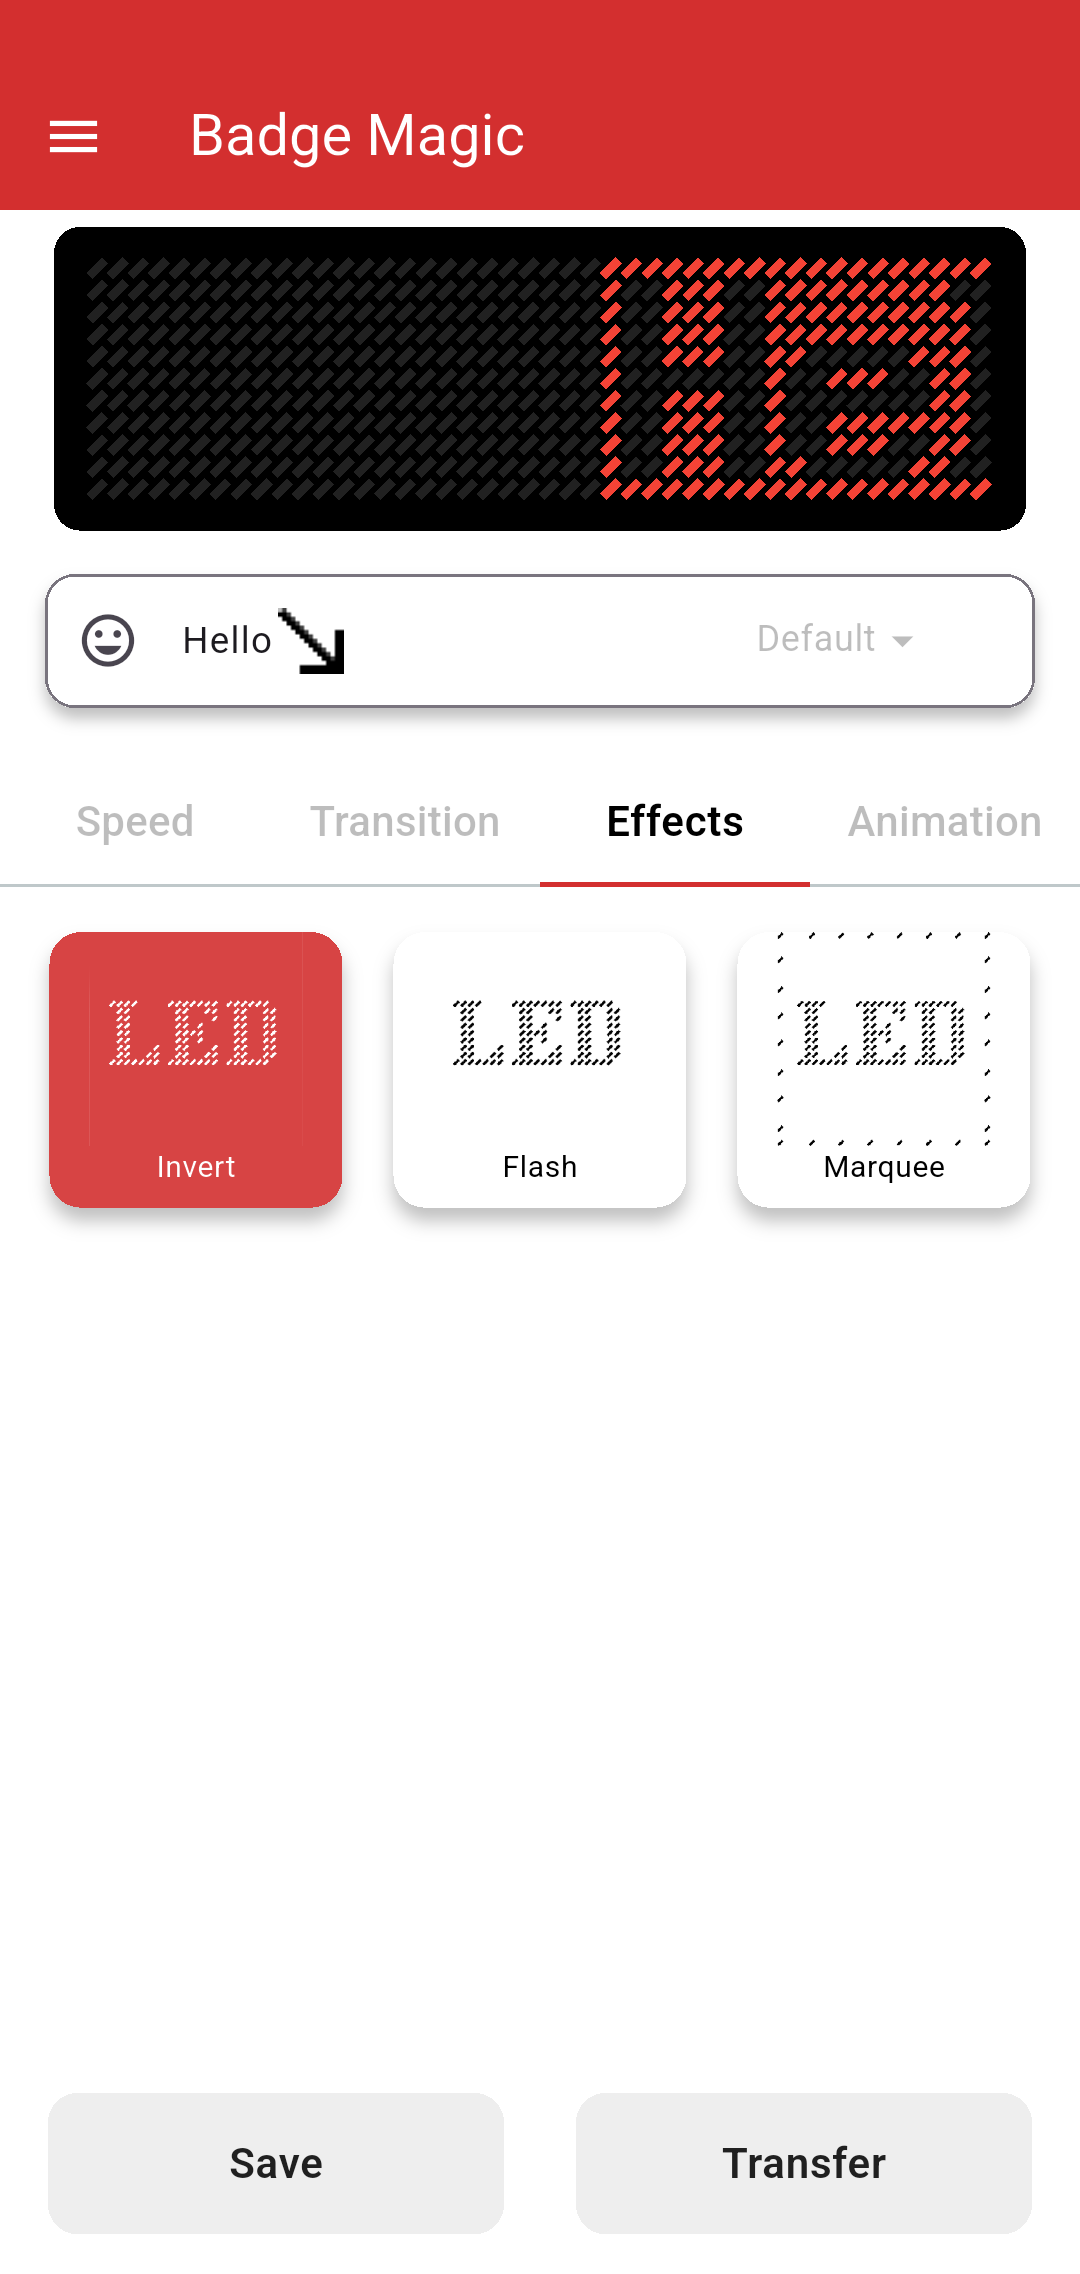 Badge Magic
Hello
Default
Speed Transition Effects Animation
LED LED LED
Invert Flash Marquee
Save Transfer